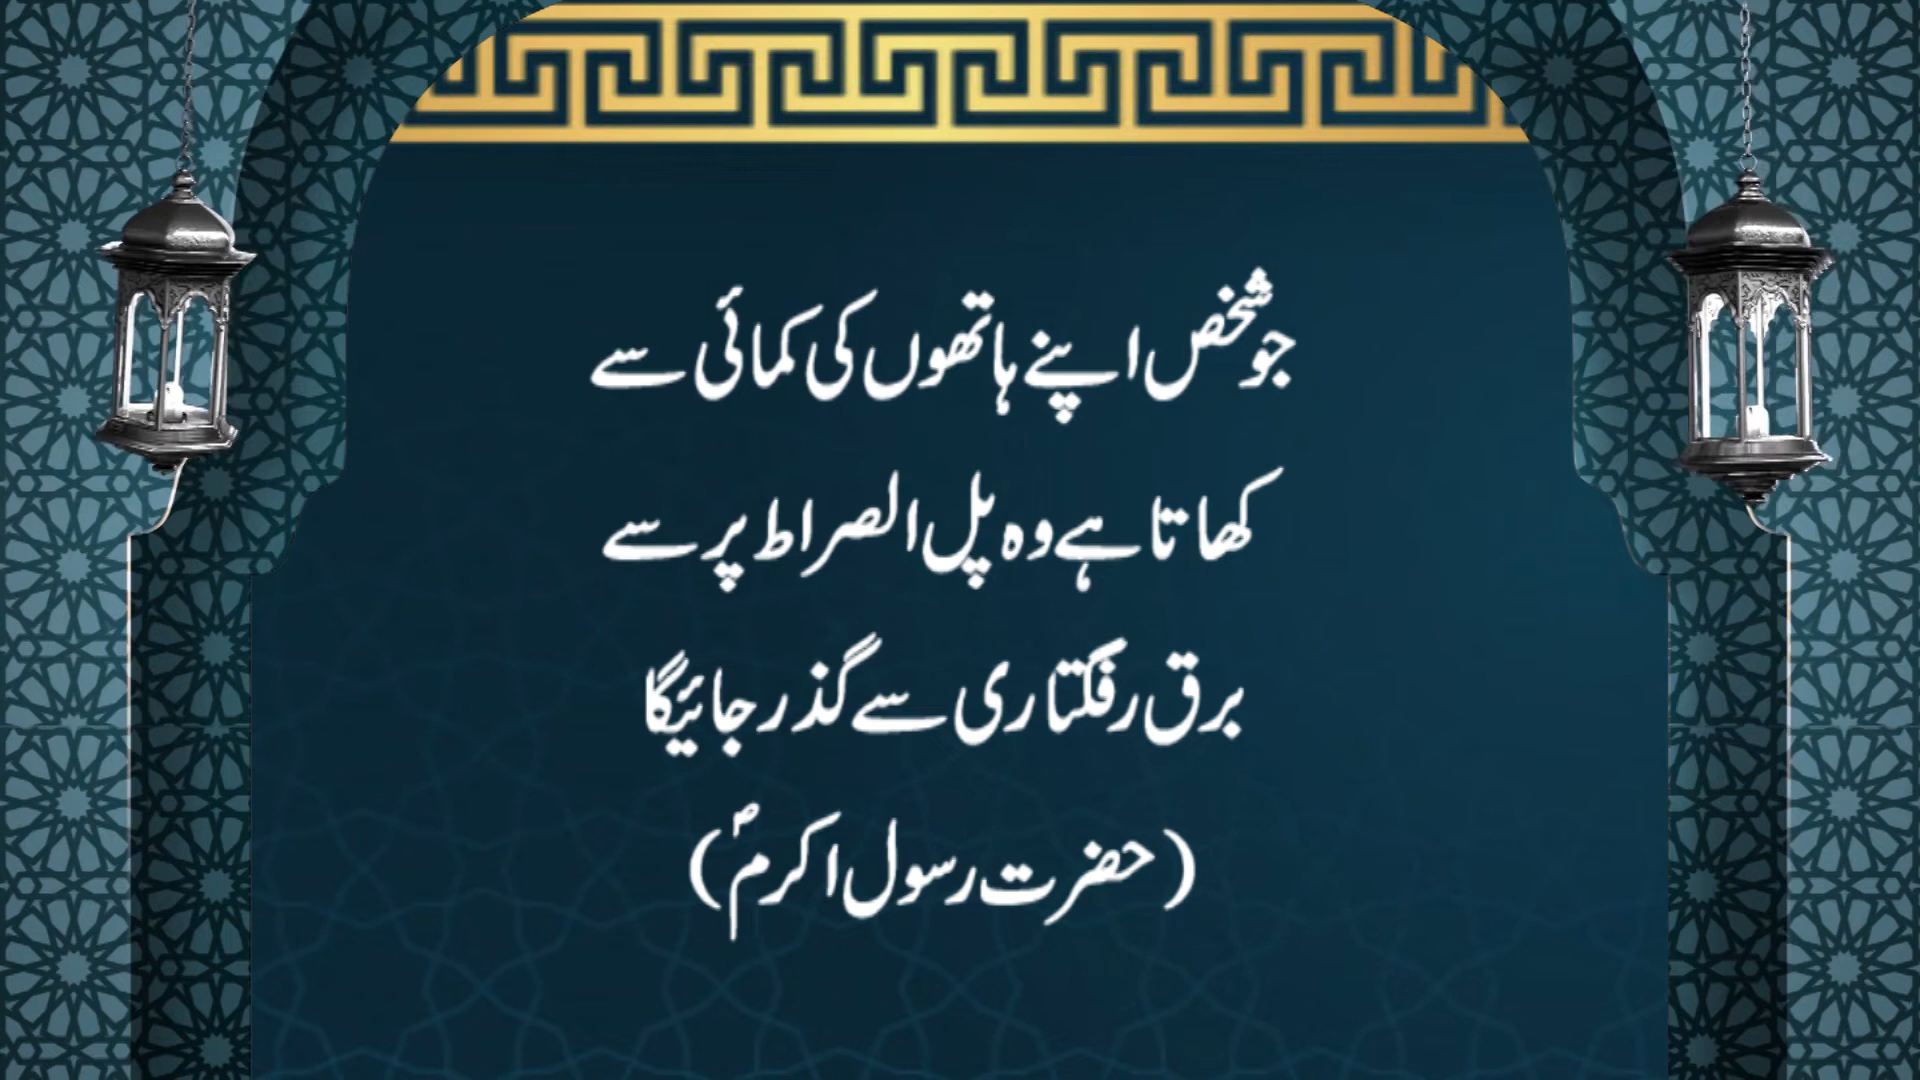 جو شخص اپنے ہاتھوں کی کمائی سے
کھاتا ہے وہ پل الصراط پر سے
برق رفگتاری سے گذر جائیگا
(حضرت رسول اکرمؐ)